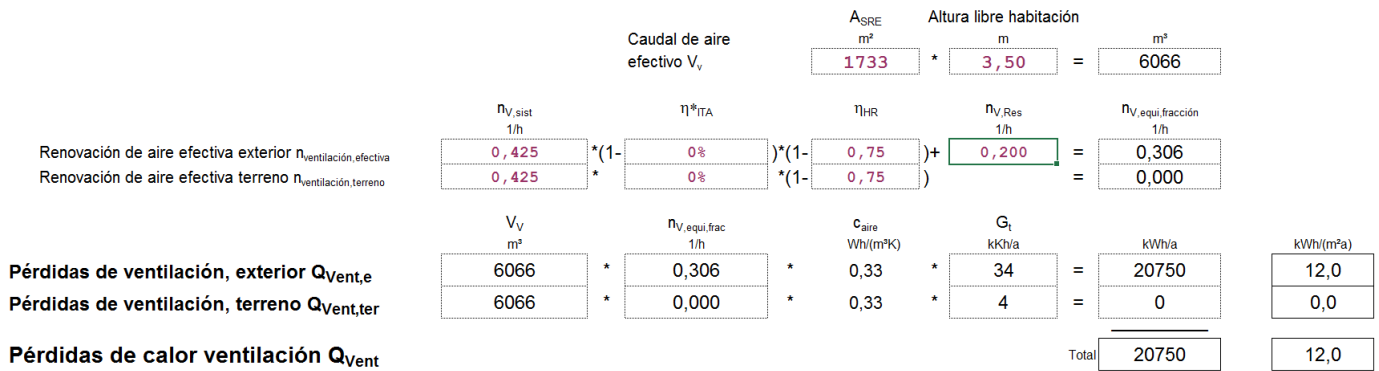 A_SRE Altura libre habitación
Caudal de aire m² m m³
efectivo V_v 1733 * 3,50 = 6066
n_V,sist η*_ITA η_HR n_V,Res n_V,equi,fracción
1/h 1/h 1/h
Renovación de aire efectiva exterior n_ventilación,efectiva 0,425 *(1- 0% )*(1- 0,75 )+ 0,200 = 0,306
Renovación de aire efectiva terreno n_ventilación,terreno 0,425 * 0% *(1- 0,75 ) = 0,000
V_V n_V,equi,frac c_aire G_t
m³ 1/h Wh/(m³K) kKh/a kWh/a kWh/(m²a)
Pérdidas de ventilación, exterior Q_Vent,e 6066 * 0,306 * 0,33 * 34 = 20750 12,0
Pérdidas de ventilación, terreno Q_Vent,ter 6066 * 0,000 * 0,33 * 4 = 0 0,0
Pérdidas de calor ventilación Q_Vent Total 20750 12,0